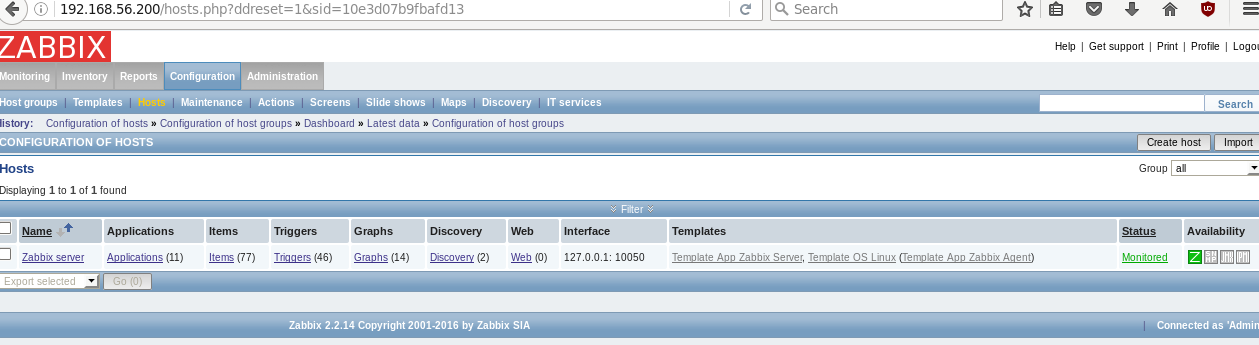 192.168.56.200/hosts.php?ddreset=1&sid=10e3d07b9fbafd13 Search
ZABBIX Help | Get support | Print | Profile | Logou
Monitoring Inventory Reports Configuration Administration
Host groups | Templates | Hosts | Maintenance | Actions | Screens | Slide shows | Maps | Discovery | IT services Search
History: Configuration of hosts » Configuration of host groups » Dashboard » Latest data » Configuration of host groups
CONFIGURATION OF HOSTS Create host Import
Hosts Group all
Displaying 1 to 1 of 1 found
Filter
Name Applications Items Triggers Graphs Discovery Web Interface Templates Status Availability
Zabbix server Applications (11) Items (77) Triggers (46) Graphs (14) Discovery (2) Web (0) 127.0.0.1: 10050 Template App Zabbix Server, Template OS Linux (Template App Zabbix Agent) Monitored Z
Export selected Go (0)
Zabbix 2.2.14 Copyright 2001-2016 by Zabbix SIA | Connected as 'Admin